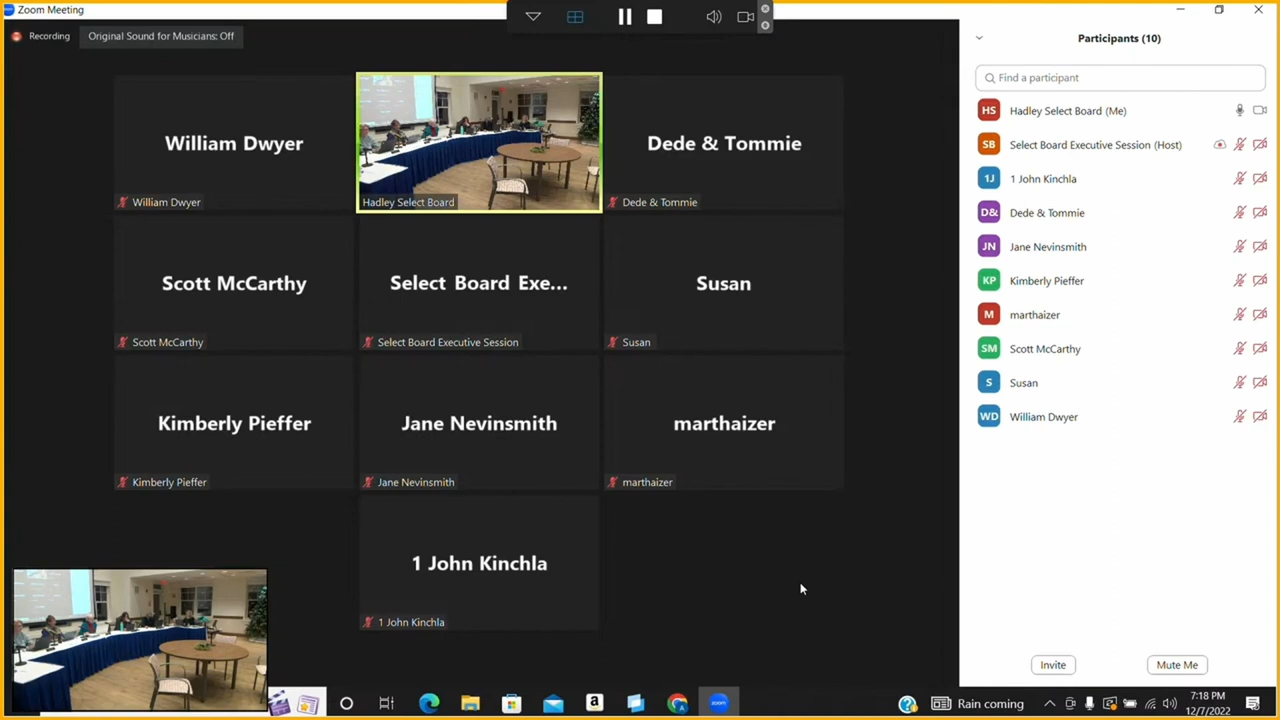 Zoom Meeting
Recording
Original Sound for Musicians: Off
William Dwyer
William Dwyer
Hadley Select Board
Dede & Tommie
Dede & Tommie
Scott McCarthy
Scott McCarthy
Select Board Exe...
Select Board Executive Session
Susan
Susan
Kimberly Pieffer
Kimberly Pieffer
Jane Nevinsmith
Jane Nevinsmith
marthaizer
marthaizer
1 John Kinchla
1 John Kinchla
Participants (10)
Find a participant
HS Hadley Select Board (Me)
SB Select Board Executive Session (Host)
1J 1 John Kinchla
D& Dede & Tommie
JN Jane Nevinsmith
KP Kimberly Pieffer
M marthaizer
SM Scott McCarthy
S Susan
WD William Dwyer
Invite
Mute Me
a
zoom
Rain coming
7:18 PM
12/7/2022